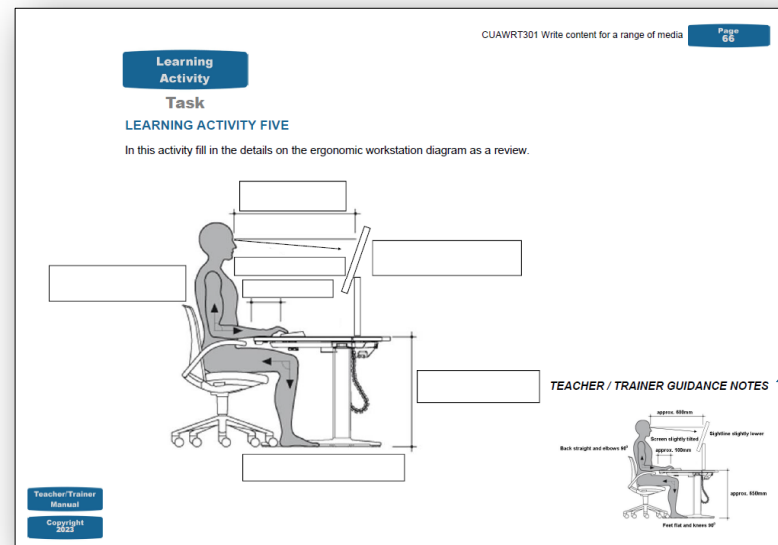 CUAWRT301 Write content for a range of media
Page
66
Learning
Activity
Task
LEARNING ACTIVITY FIVE
In this activity fill in the details on the ergonomic workstation diagram as a review.
TEACHER / TRAINER GUIDANCE NOTES
approx. 600mm
Sightline slightly lower
Screen slightly tilted
Back straight and elbows 90°
approx. 100mm
approx. 650mm
Feet flat and knees 90°
Teacher/Trainer
Manual
Copyright
2023